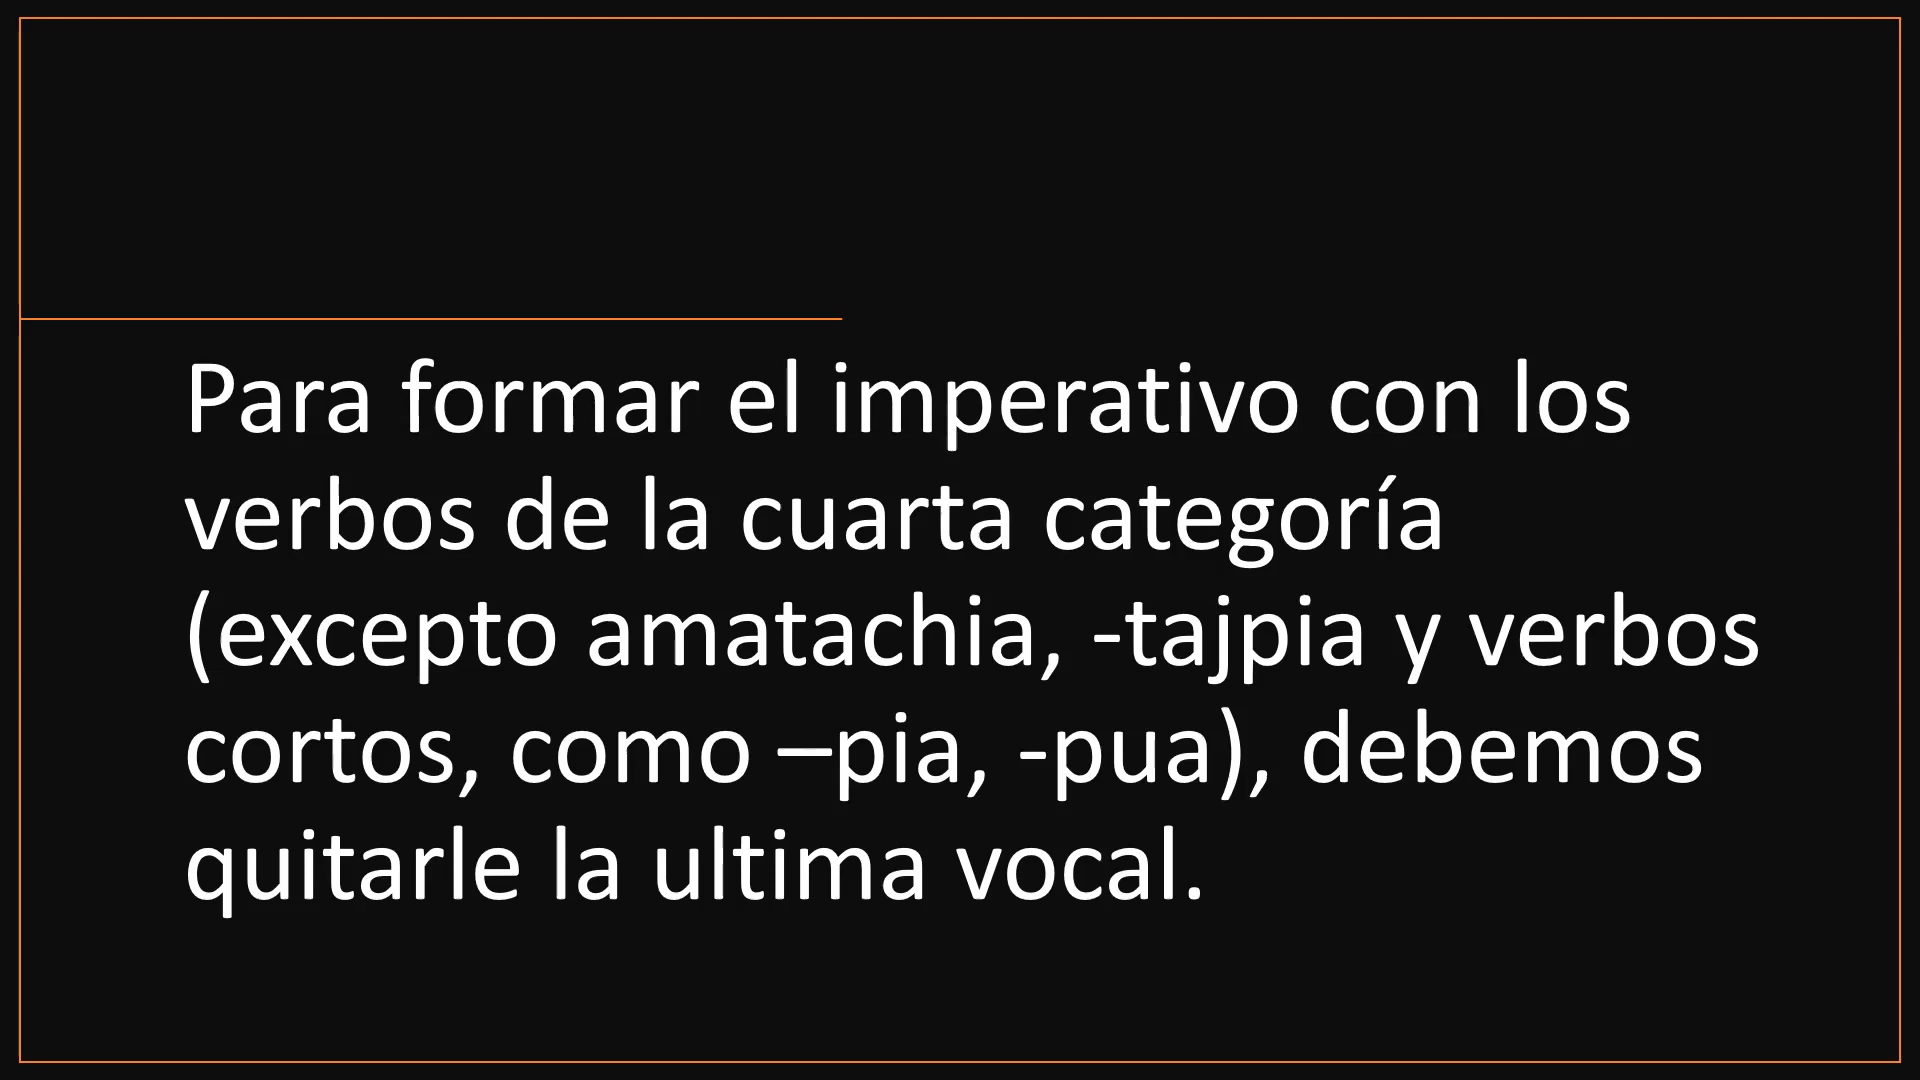 Para formar el imperativo con los
verbos de la cuarta categoría
(excepto amatachia, -tajpia y verbos
cortos, como –pia, -pua), debemos
quitarle la ultima vocal.